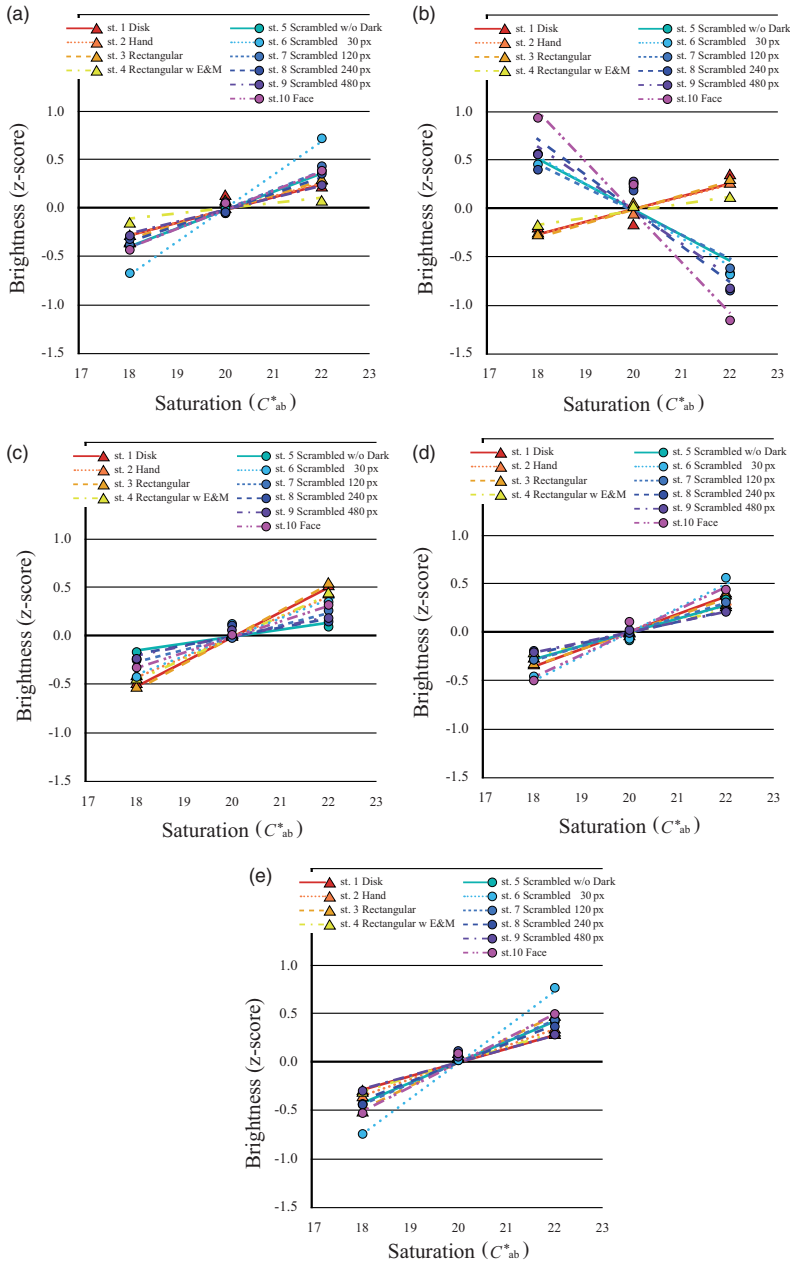 (a)
st. 1 Disk
st. 2 Hand
st. 3 Rectangular
st. 4 Rectangular w E&M
st. 5 Scrambled w/o Dark
st. 6 Scrambled 30 px
st. 7 Scrambled 120 px
st. 8 Scrambled 240 px
st. 9 Scrambled 480 px
st.10 Face
Brightness (z-score)
1.0
0.5
0.0
-0.5
-1.0
-1.5
17 18 20 22 23
Saturation (C*ab)
(b)
st. 1 Disk
st. 2 Hand
st. 3 Rectangular
st. 4 Rectangular w E&M
st. 5 Scrambled w/o Dark
st. 6 Scrambled 30 px
st. 7 Scrambled 120 px
st. 8 Scrambled 240 px
st. 9 Scrambled 480 px
st.10 Face
Brightness (z-score)
1.0
0.5
0.0
-0.5
-1.0
-1.5
17 18 20 22 23
Saturation (C*ab)
(c)
st. 1 Disk
st. 2 Hand
st. 3 Rectangular
st. 4 Rectangular w E&M
st. 5 Scrambled w/o Dark
st. 6 Scrambled 30 px
st. 7 Scrambled 120 px
st. 8 Scrambled 240 px
st. 9 Scrambled 480 px
st.10 Face
Brightness (z-score)
1.0
0.5
0.0
-0.5
-1.0
-1.5
17 18 20 22 23
Saturation (C*ab)
(d)
st. 1 Disk
st. 2 Hand
st. 3 Rectangular
st. 4 Rectangular w E&M
st. 5 Scrambled w/o Dark
st. 6 Scrambled 30 px
st. 7 Scrambled 120 px
st. 8 Scrambled 240 px
st. 9 Scrambled 480 px
st.10 Face
Brightness (z-score)
1.0
0.5
0.0
-0.5
-1.0
-1.5
17 18 20 22 23
Saturation (C*ab)
(e)
st. 1 Disk
st. 2 Hand
st. 3 Rectangular
st. 4 Rectangular w E&M
st. 5 Scrambled w/o Dark
st. 6 Scrambled 30 px
st. 7 Scrambled 120 px
st. 8 Scrambled 240 px
st. 9 Scrambled 480 px
st.10 Face
Brightness (z-score)
1.0
0.5
0.0
-0.5
-1.0
-1.5
17 18 20 22 23
Saturation (C*ab)